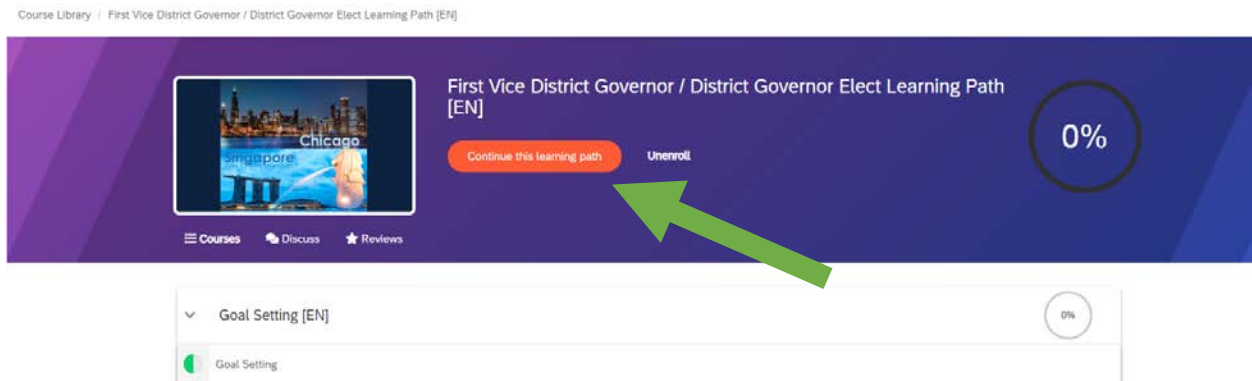 Course Library / First Vice District Governor / District Governor Elect Learning Path [EN]
First Vice District Governor / District Governor Elect Learning Path
[EN]
0%
Continue this learning path Unenroll
Chicago
Singapore
Courses Discuss Reviews
Goal Setting [EN] 0%
Goal Setting